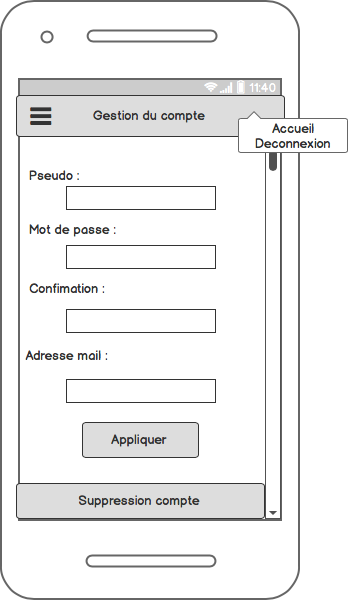 11:40
Gestion du compte
Accueil
Deconnexion
Pseudo :
Mot de passe :
Confimation :
Adresse mail :
Appliquer
Suppression compte